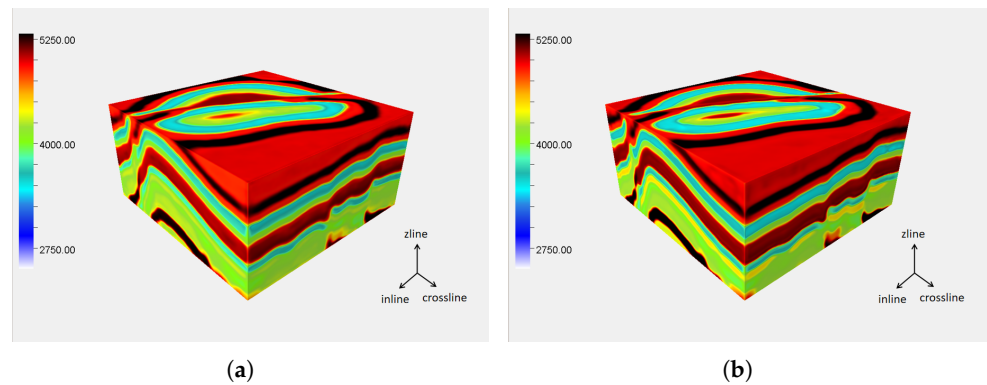 5250.00
4000.00
2750.00
zline
inline
crossline
(a)
5250.00
4000.00
2750.00
zline
inline
crossline
(b)